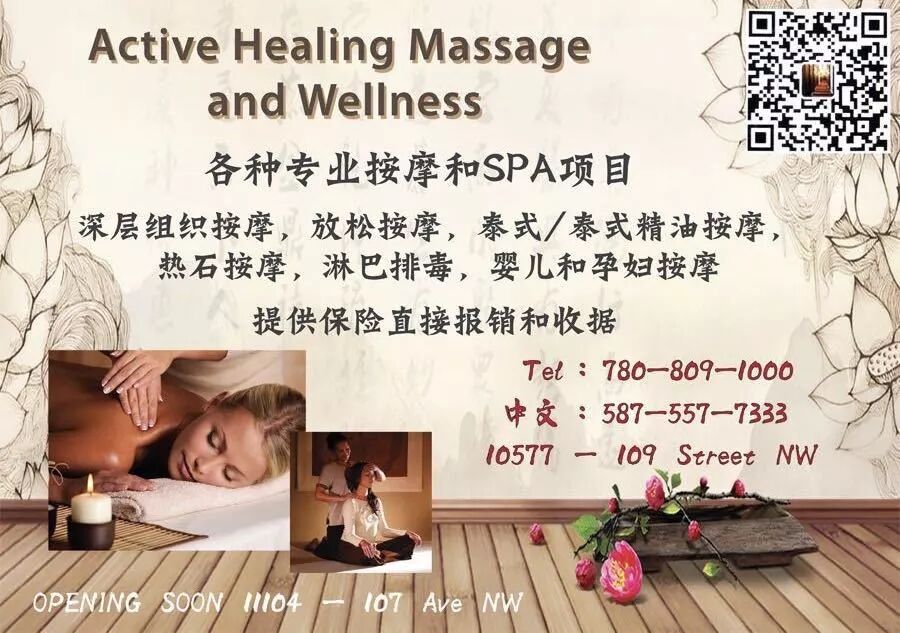 Active Healing Massage
and Wellness
各种专业按摩和SPA项目
深层组织按摩，放松按摩，泰式/泰式精油按摩，
热石按摩，淋巴排毒，婴儿和孕妇按摩
提供保险直接报销和收据
Tel：780-809-1000
中文：587-557-7333
10577 - 109 Street NW
OPENING SOON 11104 - 107 Ave NW